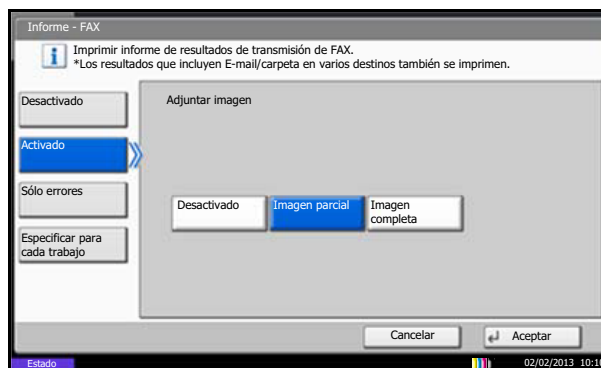 Informe - FAX
Imprimir informe de resultados de transmisión de FAX.
*Los resultados que incluyen E-mail/carpeta en varios destinos también se imprimen.
Desactivado
Adjuntar imagen
Activado
Sólo errores
Desactivado
Imagen parcial
Imagen
completa
Especificar para
cada trabajo
Cancelar
Aceptar
Estado
02/02/2013 10:10